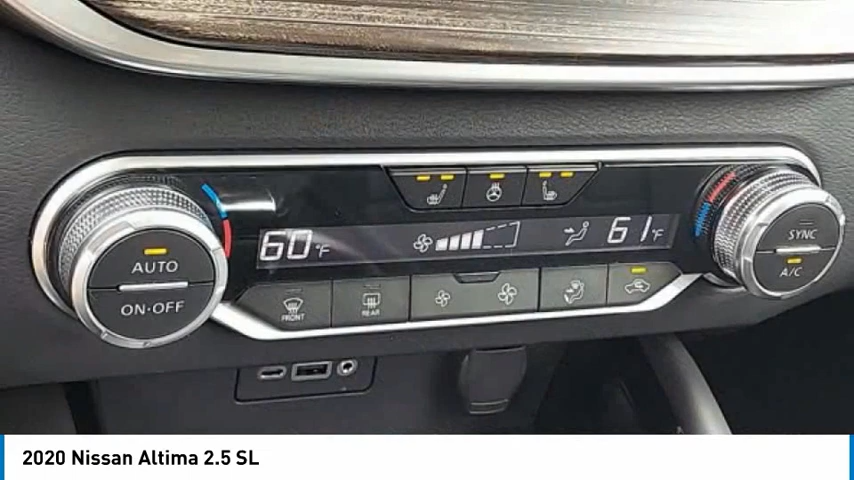 60°F
61°F
AUTO
ON·OFF
SYNC
A/C
FRONT
REAR
2020 Nissan Altima 2.5 SL